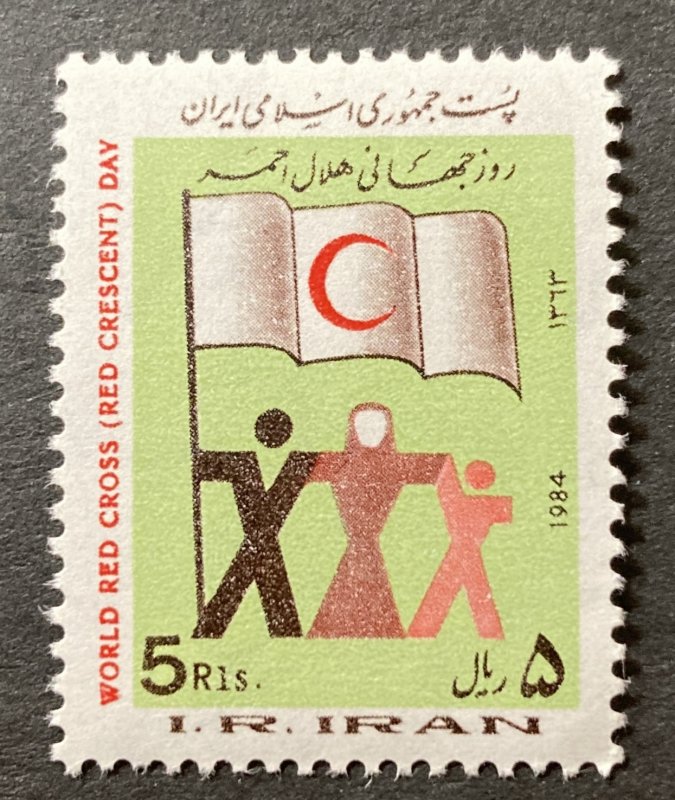 پست جمهوری اسلامی ایران
روز جهانی هلال احمر
WORLD RED CROSS (RED CRESCENT) DAY
۱۳۶۳
1984
5 Rls.
۵ ریال
I.R. IRAN